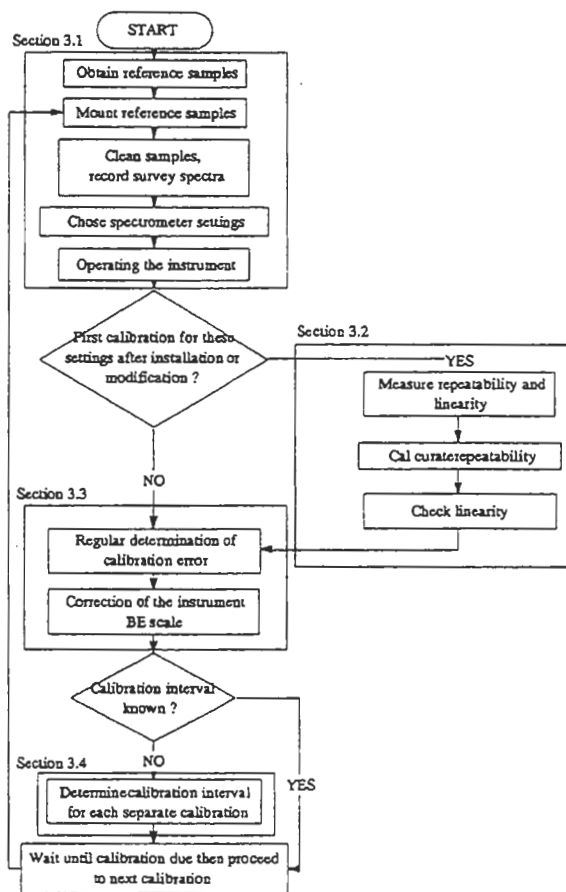 START
Section 3.1
Obtain reference samples
Mount reference samples
Clean samples,
record survey spectra
Chose spectrometer settings
Operating the instrument
First calibration for these
settings after installation or
modification ?
Section 3.2
YES
Measure repeatability and
linearity
Cal curaterepeatability
Check linearity
NO
Section 3.3
Regular determination of
calibration error
Correction of the instrument
BE scale
Calibration interval
known ?
NO
YES
Section 3.4
Determinecalibration interval
for each separate calibration
Wait until calibration due then proceed
to next calibration